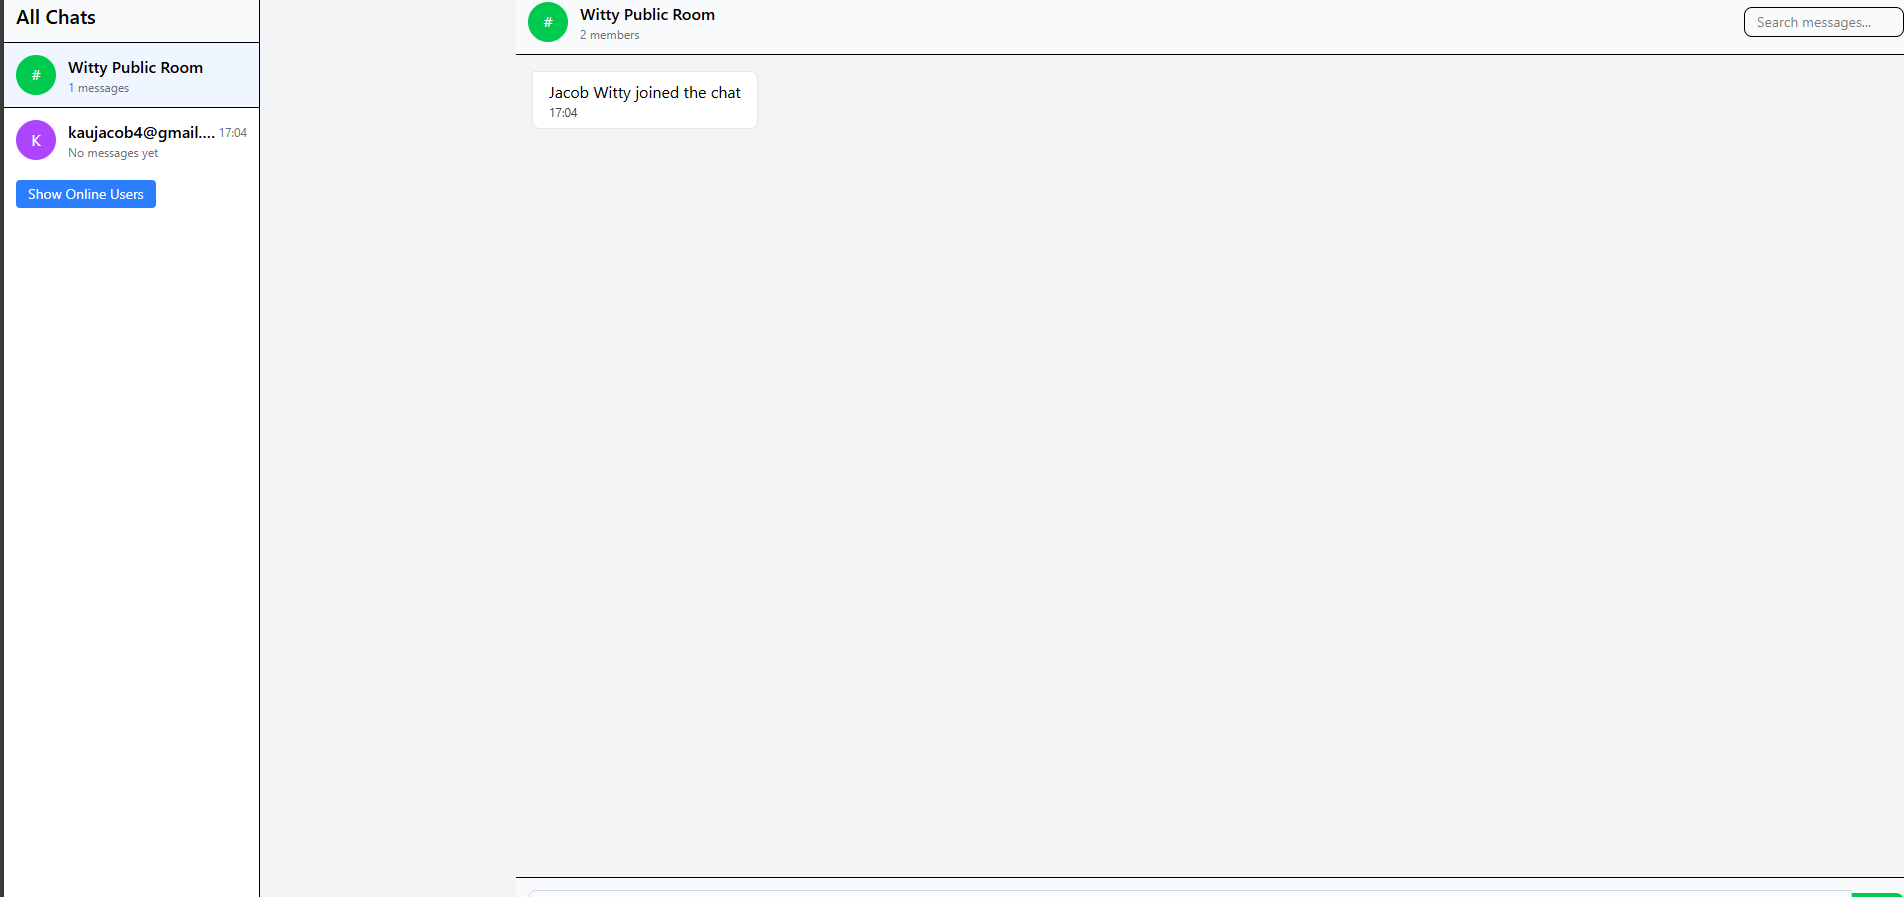 All Chats
#
Witty Public Room
1 messages
K
kaujacob4@gmail.... 17:04
No messages yet
Show Online Users
#
Witty Public Room
2 members
Search messages...
Jacob Witty joined the chat
17:04